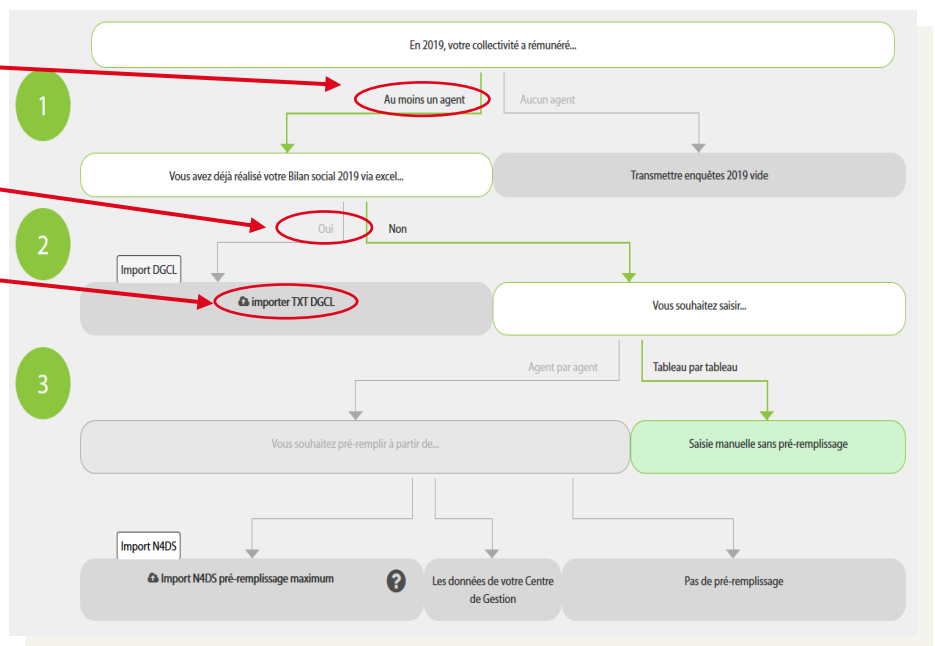 En 2019, votre collectivité a rémunéré...
1
Au moins un agent
Aucun agent
Vous avez déjà réalisé votre Bilan social 2019 via excel...
Transmettre enquêtes 2019 vide
2
Oui
Non
Import DGCL
importer TXT DGCL
Vous souhaitez saisir...
3
Agent par agent
Tableau par tableau
Vous souhaitez pré-remplir à partir de...
Saisie manuelle sans pré-remplissage
Import N4DS
Import N4DS pré-remplissage maximum
?
Les données de votre Centre
de Gestion
Pas de pré-remplissage